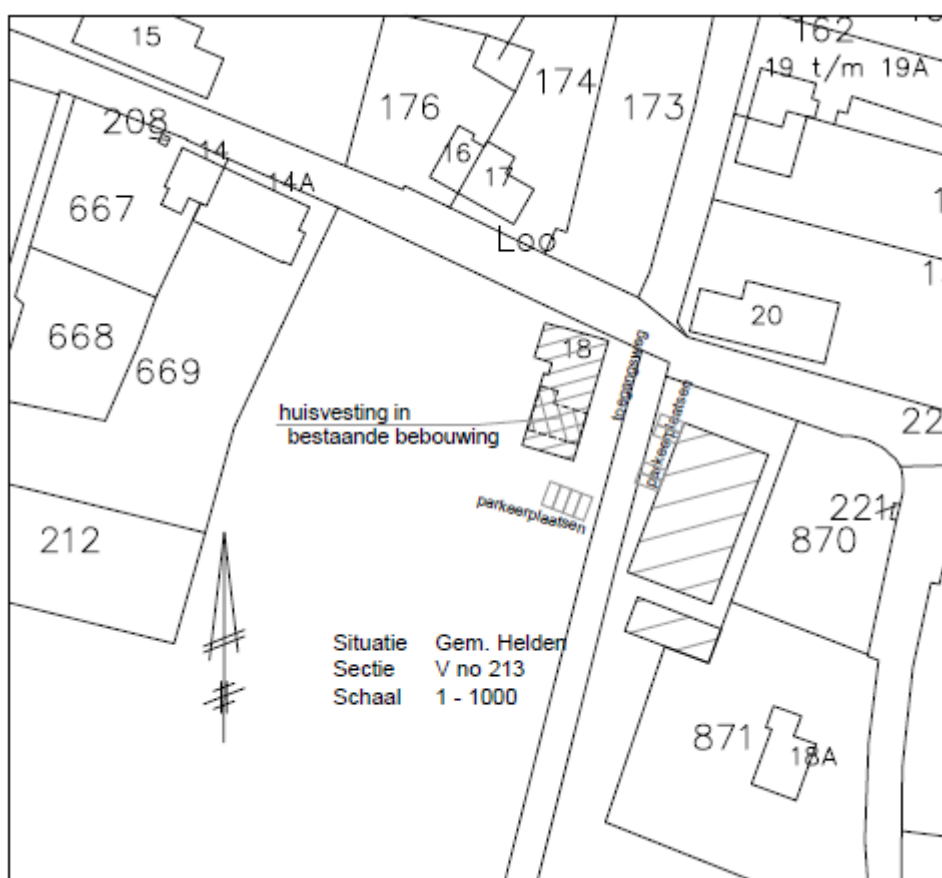 15
162
19 t/m 19A
176
174
173
208
14
14A
16
17
667
Loo
668
669
18
20
toegangsweg
parkeerplaatsen
huisvesting in
bestaande bebouwing
22
parkeerplaatsen
221
870
212
Situatie Gem. Helden
Sectie V no 213
Schaal 1 - 1000
871
18A